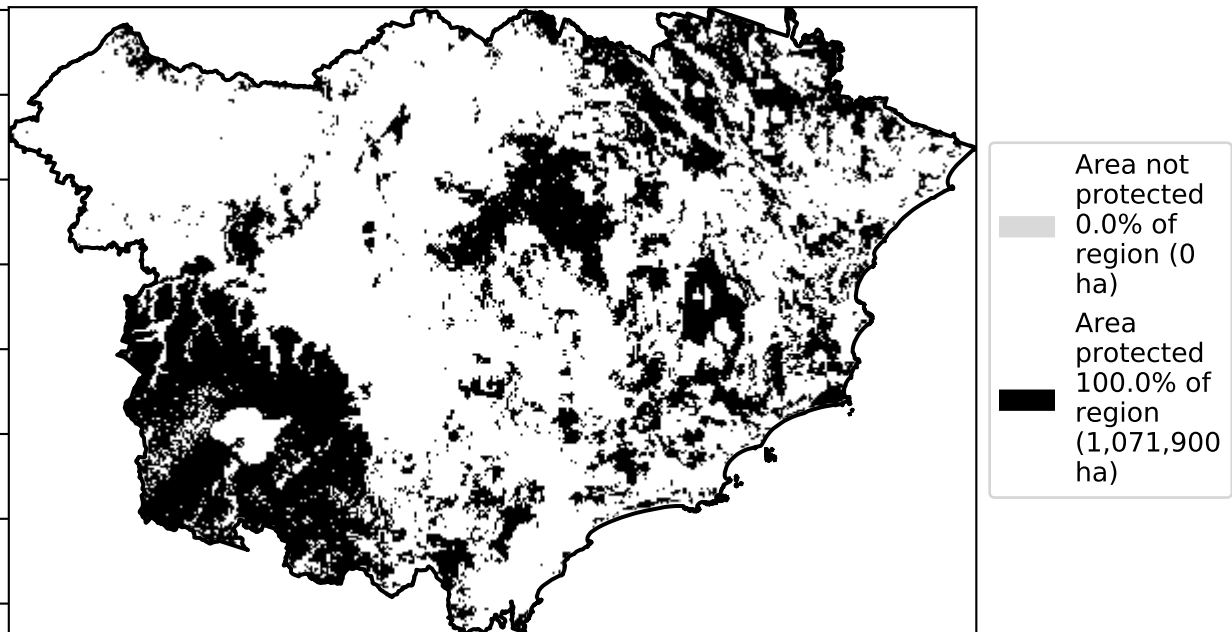 Area not
protected
0.0% of
region (0
ha)
Area
protected
100.0% of
region
(1,071,900
ha)